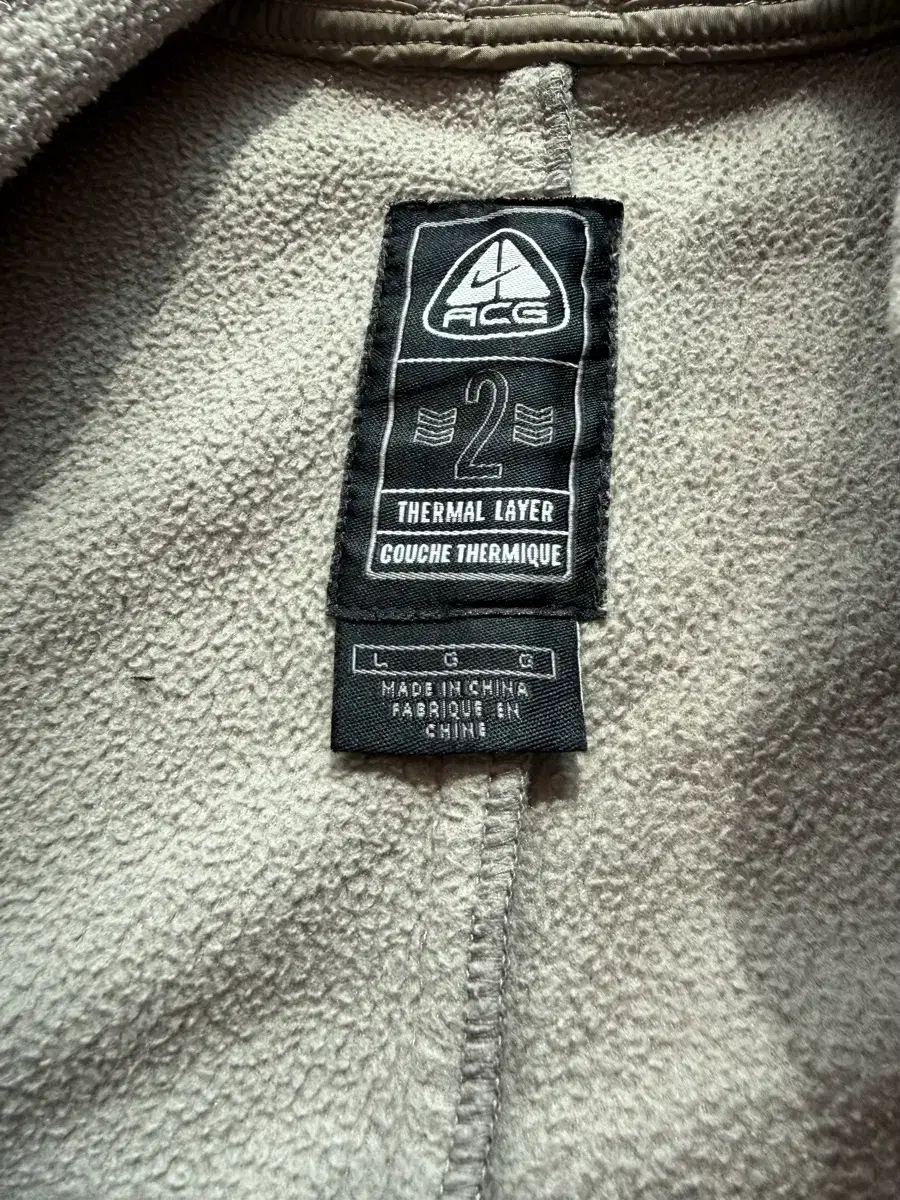 ACG
2
THERMAL LAYER
COUCHE THERMIQUE
L G G
MADE IN CHINA
FABRIQUE EN
CHINE